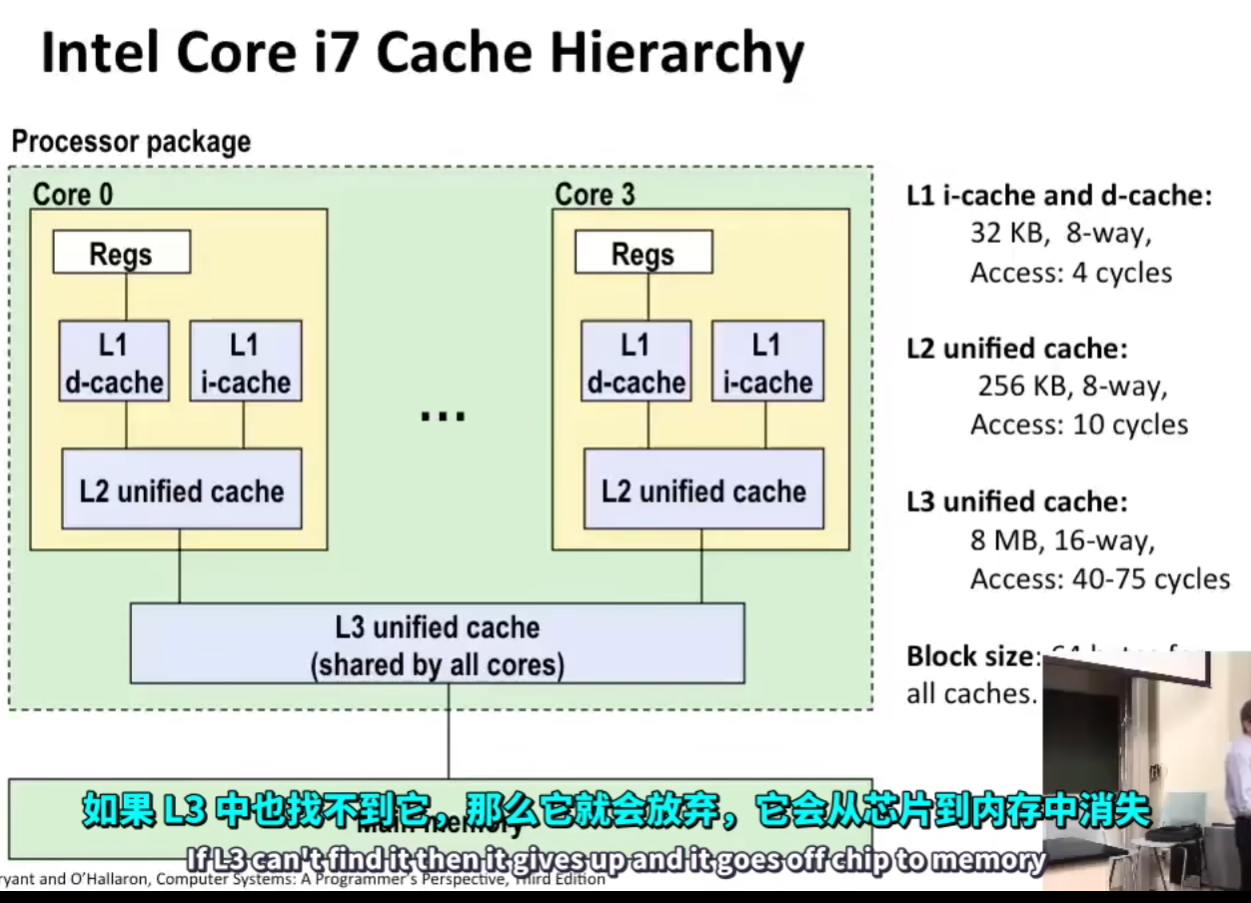 Intel Core i7 Cache Hierarchy
Processor package
Core 0
Regs
L1
d-cache
L1
i-cache
L2 unified cache
...
Core 3
Regs
L1
d-cache
L1
i-cache
L2 unified cache
L3 unified cache
(shared by all cores)
L1 i-cache and d-cache:
32 KB, 8-way,
Access: 4 cycles
L2 unified cache:
256 KB, 8-way,
Access: 10 cycles
L3 unified cache:
8 MB, 16-way,
Access: 40-75 cycles
Block size:
all caches.
Main memory
如果 L3 中也找不到它，那么它就会放弃，它会从芯片到内存中消失
If L3 can't find it then it gives up and it goes off chip to memory
ryant and O'Hallaron, Computer Systems: A Programmer's Perspective, Third Edition